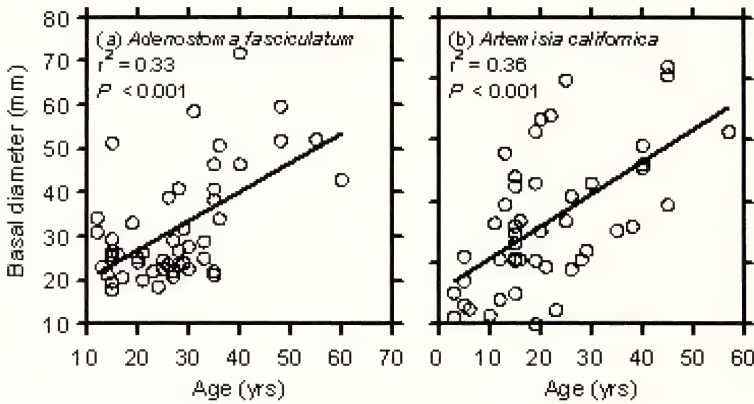 (a) Adenostoma fasciculatum
r² = 0.33
P < 0.001
(b) Artemisia californica
r² = 0.36
P < 0.001
Basal diameter (mm)
80
70
60
50
40
30
20
10
10 20 30 40 50 60 70
Age (yrs)
0 10 20 30 40 50 60
Age (yrs)